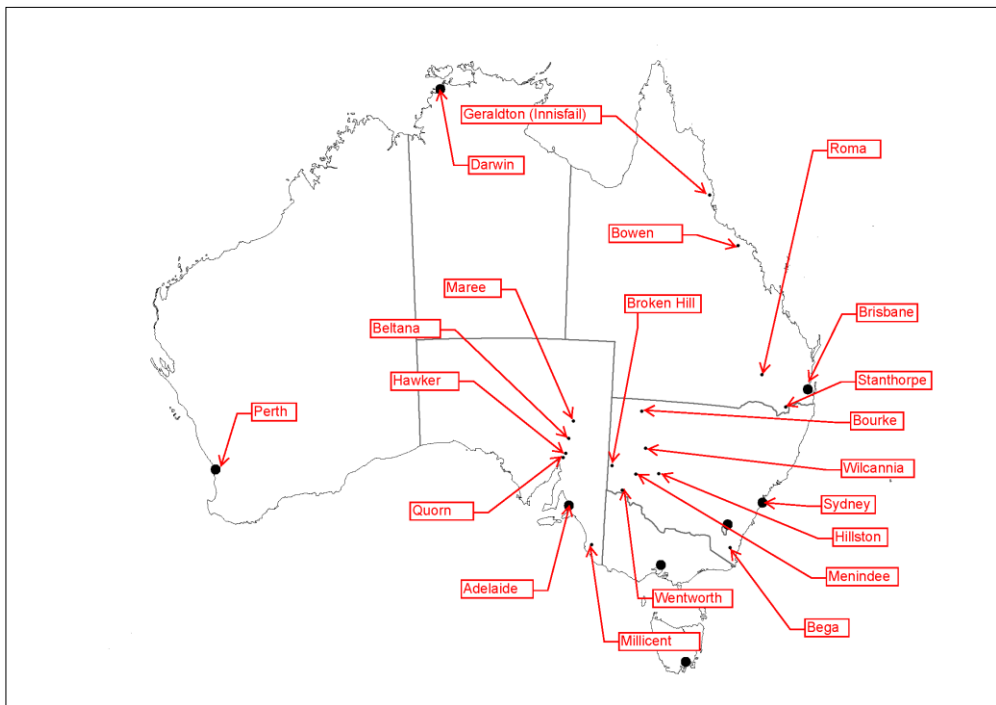 Geraldton (Innisfail)
Roma
Darwin
Bowen
Maree
Broken Hill
Brisbane
Beltana
Hawker
Stanthorpe
Perth
Bourke
Wilcannia
Quorn
Sydney
Hillston
Menindee
Adelaide
Wentworth
Bega
Millicent